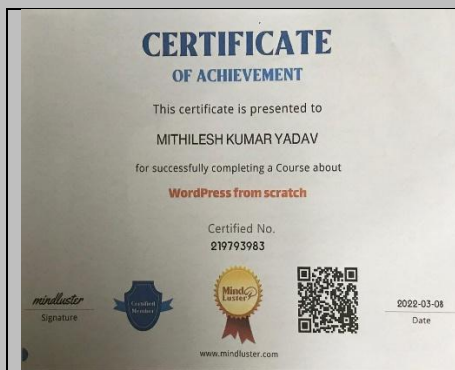 CERTIFICATE
OF ACHIEVEMENT
This certificate is presented to
MITHILESH KUMAR YADAV
for successfully completing a Course about
WordPress from scratch
Certified No.
219793983
mindluster
Signature
Certified
Member
Mind
Luster
www.mindluster.com
2022-03-08
Date